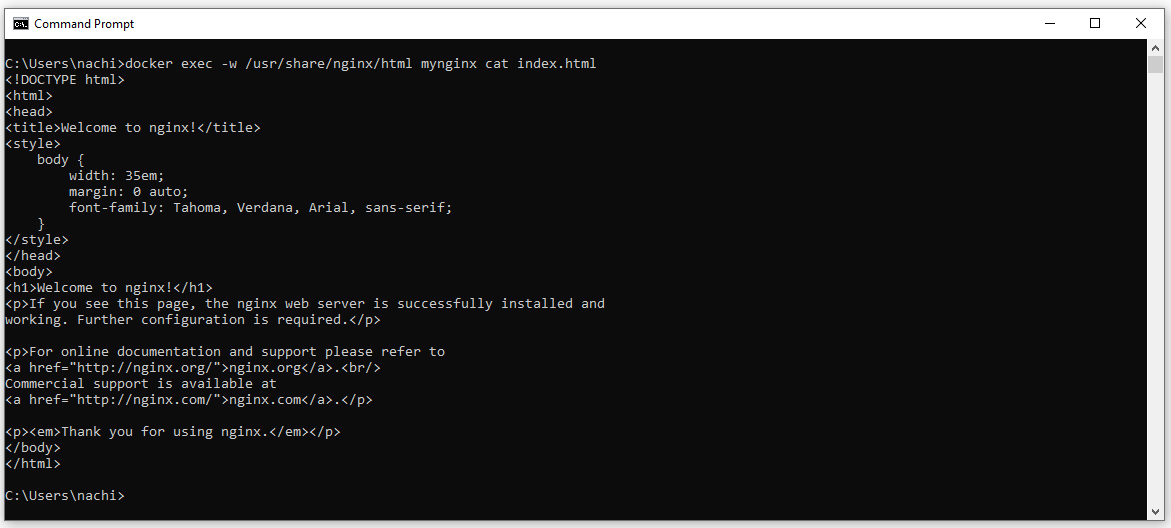 Command Prompt
C:\Users\nachi>docker exec -w /usr/share/nginx/html mynginx cat index.html
<!DOCTYPE html>
<html>
<head>
<title>Welcome to nginx!</title>
<style>
    body {
        width: 35em;
        margin: 0 auto;
        font-family: Tahoma, Verdana, Arial, sans-serif;
    }
</style>
</head>
<body>
<h1>Welcome to nginx!</h1>
<p>If you see this page, the nginx web server is successfully installed and
working. Further configuration is required.</p>

<p>For online documentation and support please refer to
<a href="http://nginx.org/">nginx.org</a>.<br/>
Commercial support is available at
<a href="http://nginx.com/">nginx.com</a>.</p>

<p><em>Thank you for using nginx.</em></p>
</body>
</html>

C:\Users\nachi>